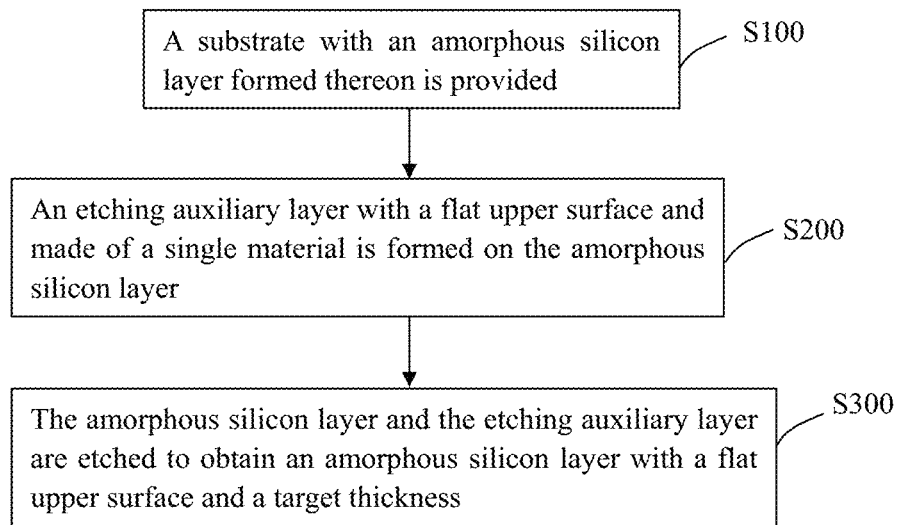 A substrate with an amorphous silicon
layer formed thereon is provided
S100
An etching auxiliary layer with a flat upper surface and
made of a single material is formed on the amorphous
silicon layer
S200
The amorphous silicon layer and the etching auxiliary layer
are etched to obtain an amorphous silicon layer with a flat
upper surface and a target thickness
S300